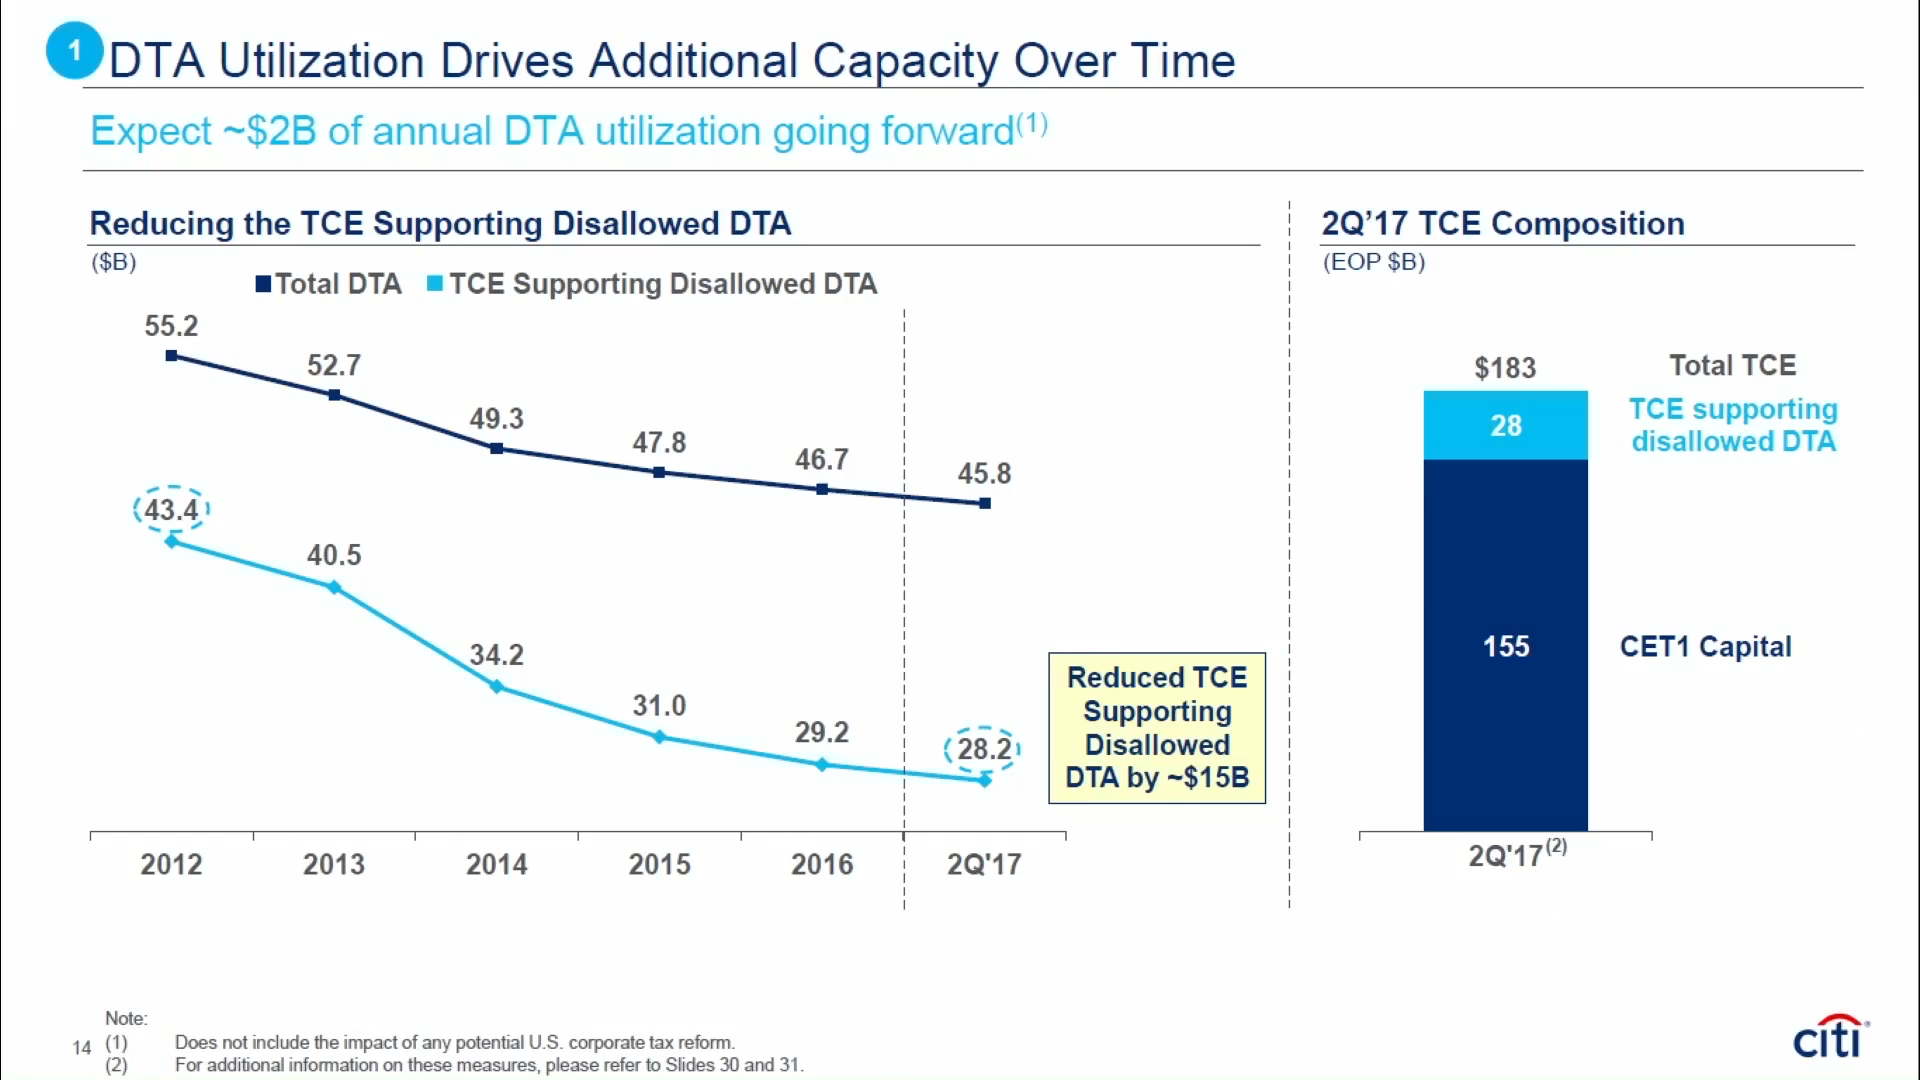 1
DTA Utilization Drives Additional Capacity Over Time
Expect ~$2B of annual DTA utilization going forward(1)
Reducing the TCE Supporting Disallowed DTA
($B)
Total DTA
TCE Supporting Disallowed DTA
55.2
52.7
49.3
47.8
46.7
45.8
43.4
40.5
34.2
31.0
29.2
28.2
Reduced TCE
Supporting
Disallowed
DTA by ~$15B
2012
2013
2014
2015
2016
2Q'17
2Q’17 TCE Composition
(EOP $B)
$183
Total TCE
28
TCE supporting
disallowed DTA
155
CET1 Capital
2Q'17(2)
Note:
(1) Does not include the impact of any potential U.S. corporate tax reform.
(2) For additional information on these measures, please refer to Slides 30 and 31.
14
citi®